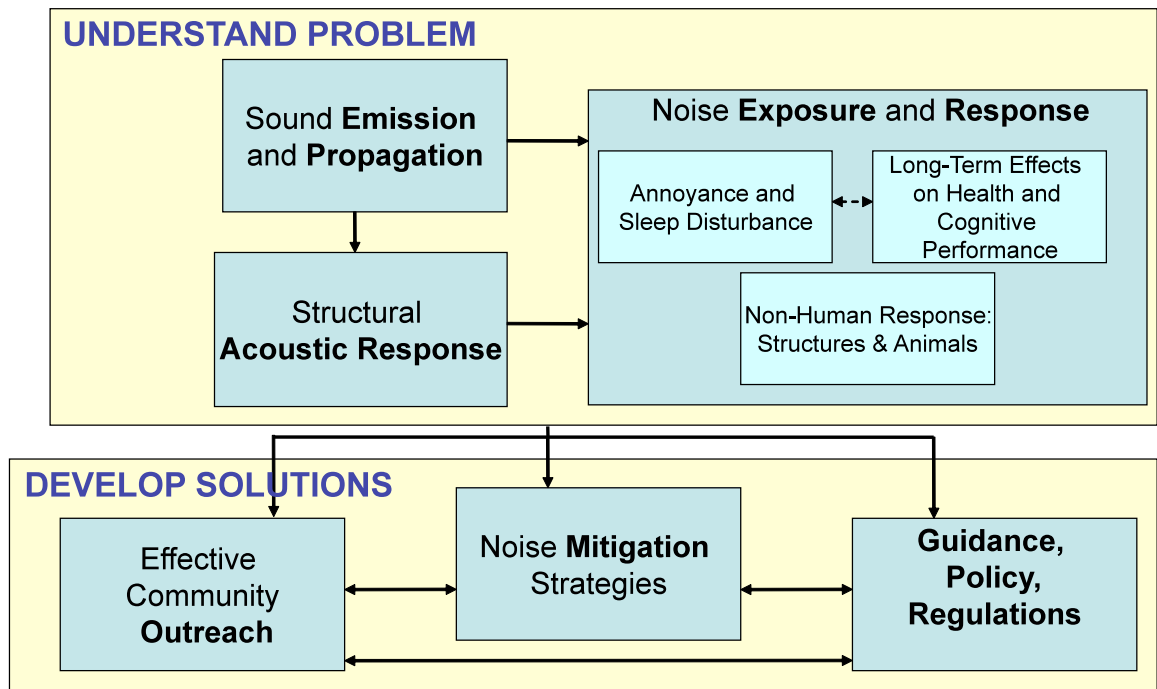 UNDERSTAND PROBLEM
Sound Emission
and Propagation
Noise Exposure and Response
Annoyance and
Sleep Disturbance
Long-Term Effects
on Health and
Cognitive
Performance
Structural
Acoustic Response
Non-Human Response:
Structures & Animals
DEVELOP SOLUTIONS
Effective
Community
Outreach
Noise Mitigation
Strategies
Guidance,
Policy,
Regulations